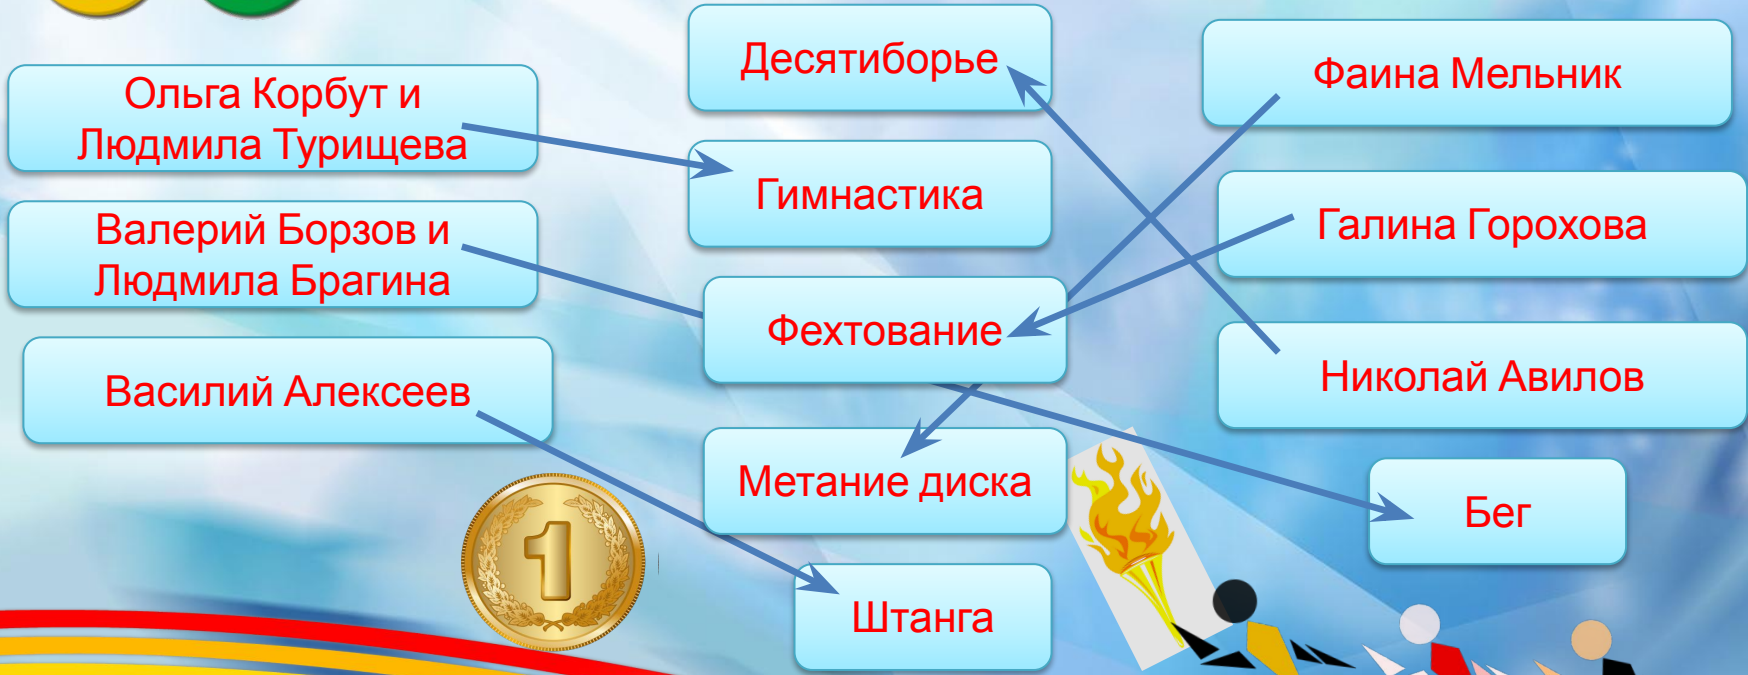 Ольга Корбут и
Людмила Турищева
Валерий Борзов и
Людмила Брагина
Василий Алексеев
Десятиборье
Гимнастика
Фехтование
Метание диска
Штанга
Фаина Мельник
Галина Горохова
Николай Авилов
Бег
1